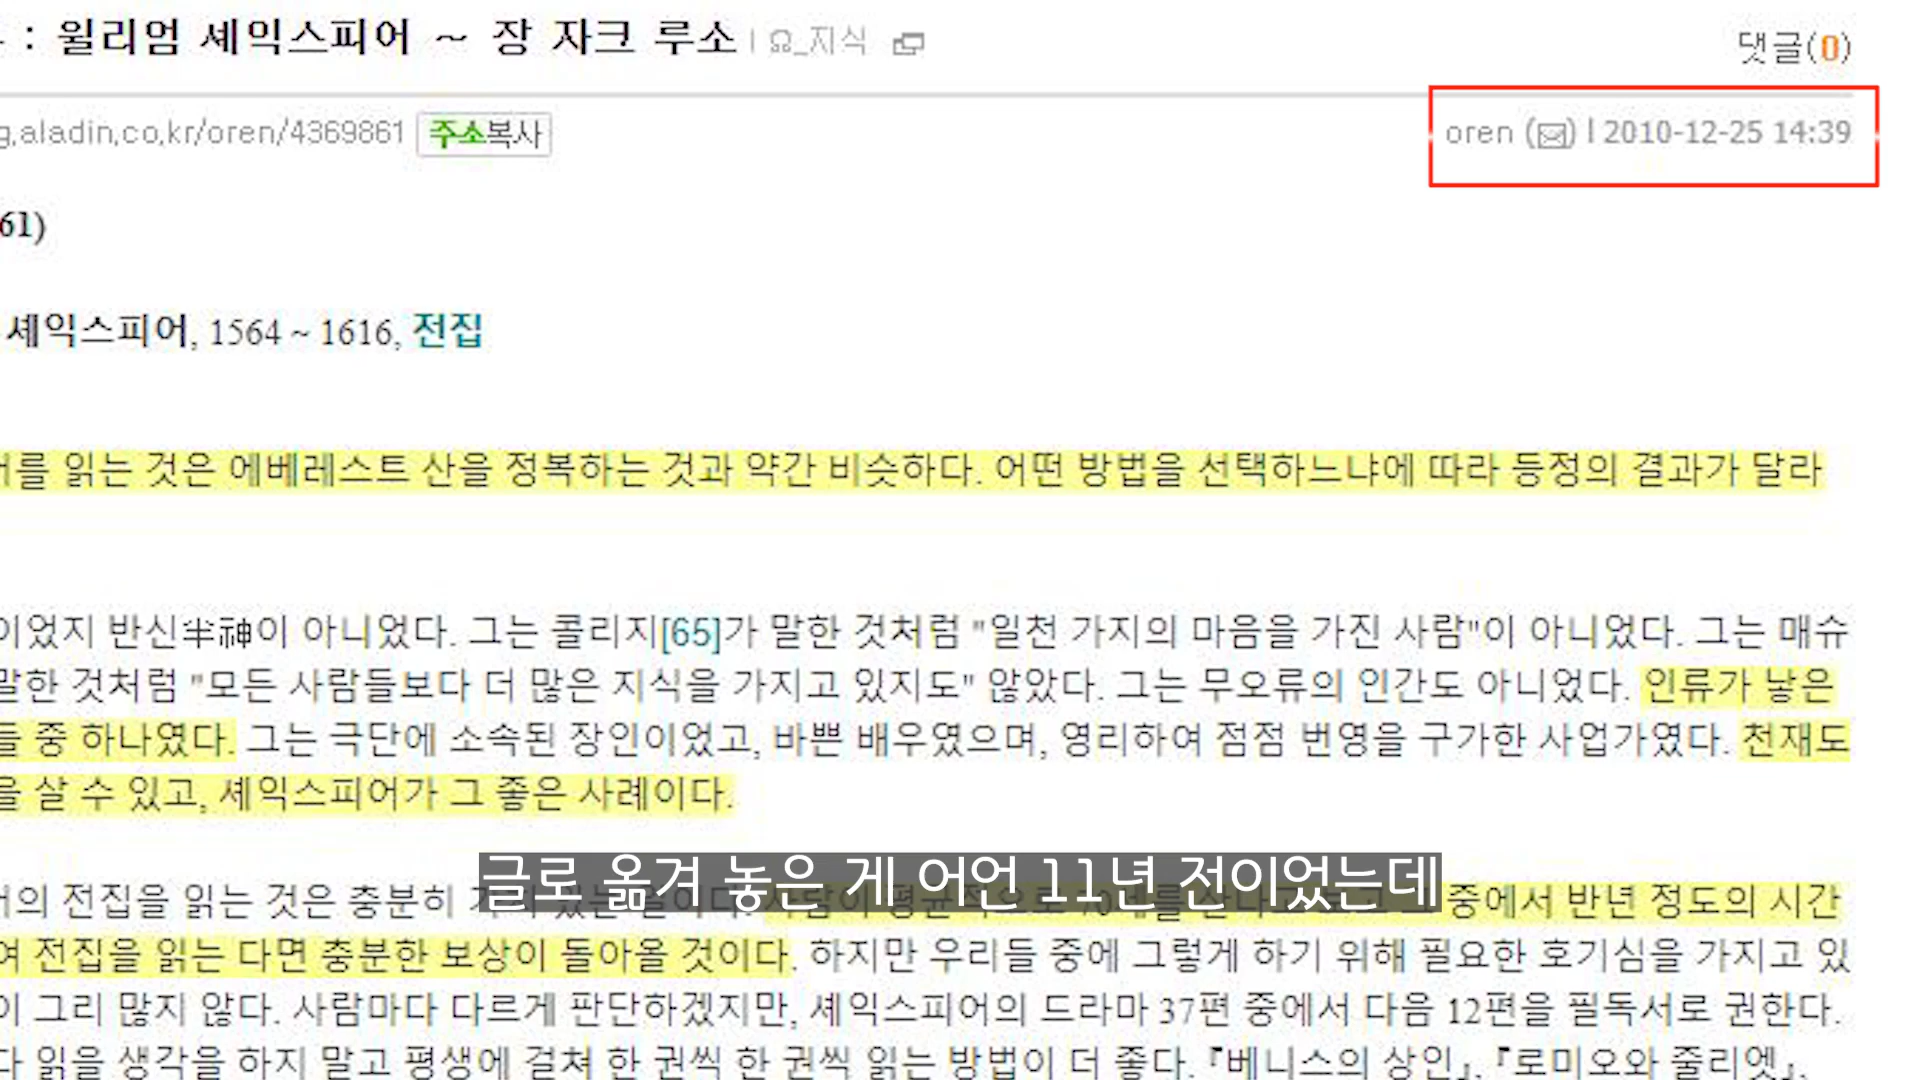 : 윌리엄 셰익스피어 ~ 장 자크 루소 | Ω_지식
댓글(0)
g.aladin.co.kr/oren/4369861 주소복사
oren (✉) | 2010-12-25 14:39
61)
셰익스피어, 1564 ~ 1616, 전집
를 읽는 것은 에베레스트 산을 정복하는 것과 약간 비슷하다. 어떤 방법을 선택하느냐에 따라 등정의 결과가 달라
이었지 반신半神이 아니었다. 그는 콜리지[65]가 말한 것처럼 "일천 가지의 마음을 가진 사람"이 아니었다. 그는 매슈
말한 것처럼 "모든 사람들보다 더 많은 지식을 가지고 있지도" 않았다. 그는 무오류의 인간도 아니었다. 인류가 낳은
들 중 하나였다. 그는 극단에 소속된 장인이었고, 바쁜 배우였으며, 영리하여 점점 번영을 구가한 사업가였다. 천재도
을 살 수 있고, 셰익스피어가 그 좋은 사례이다.
글로 옮겨 놓은 게 어언 11년 전이었는데
의 전집을 읽는 것은 충분히 중에서 반년 정도의 시간
여 전집을 읽는 다면 충분한 보상이 돌아올 것이다. 하지만 우리들 중에 그렇게 하기 위해 필요한 호기심을 가지고 있
이 그리 많지 않다. 사람마다 다르게 판단하겠지만, 셰익스피어의 드라마 37편 중에서 다음 12편을 필독서로 권한다.
다 읽을 생각을 하지 말고 평생에 걸쳐 한 권씩 한 권씩 읽는 방법이 더 좋다. 『베니스의 상인』, 『로미오와 줄리엣』,